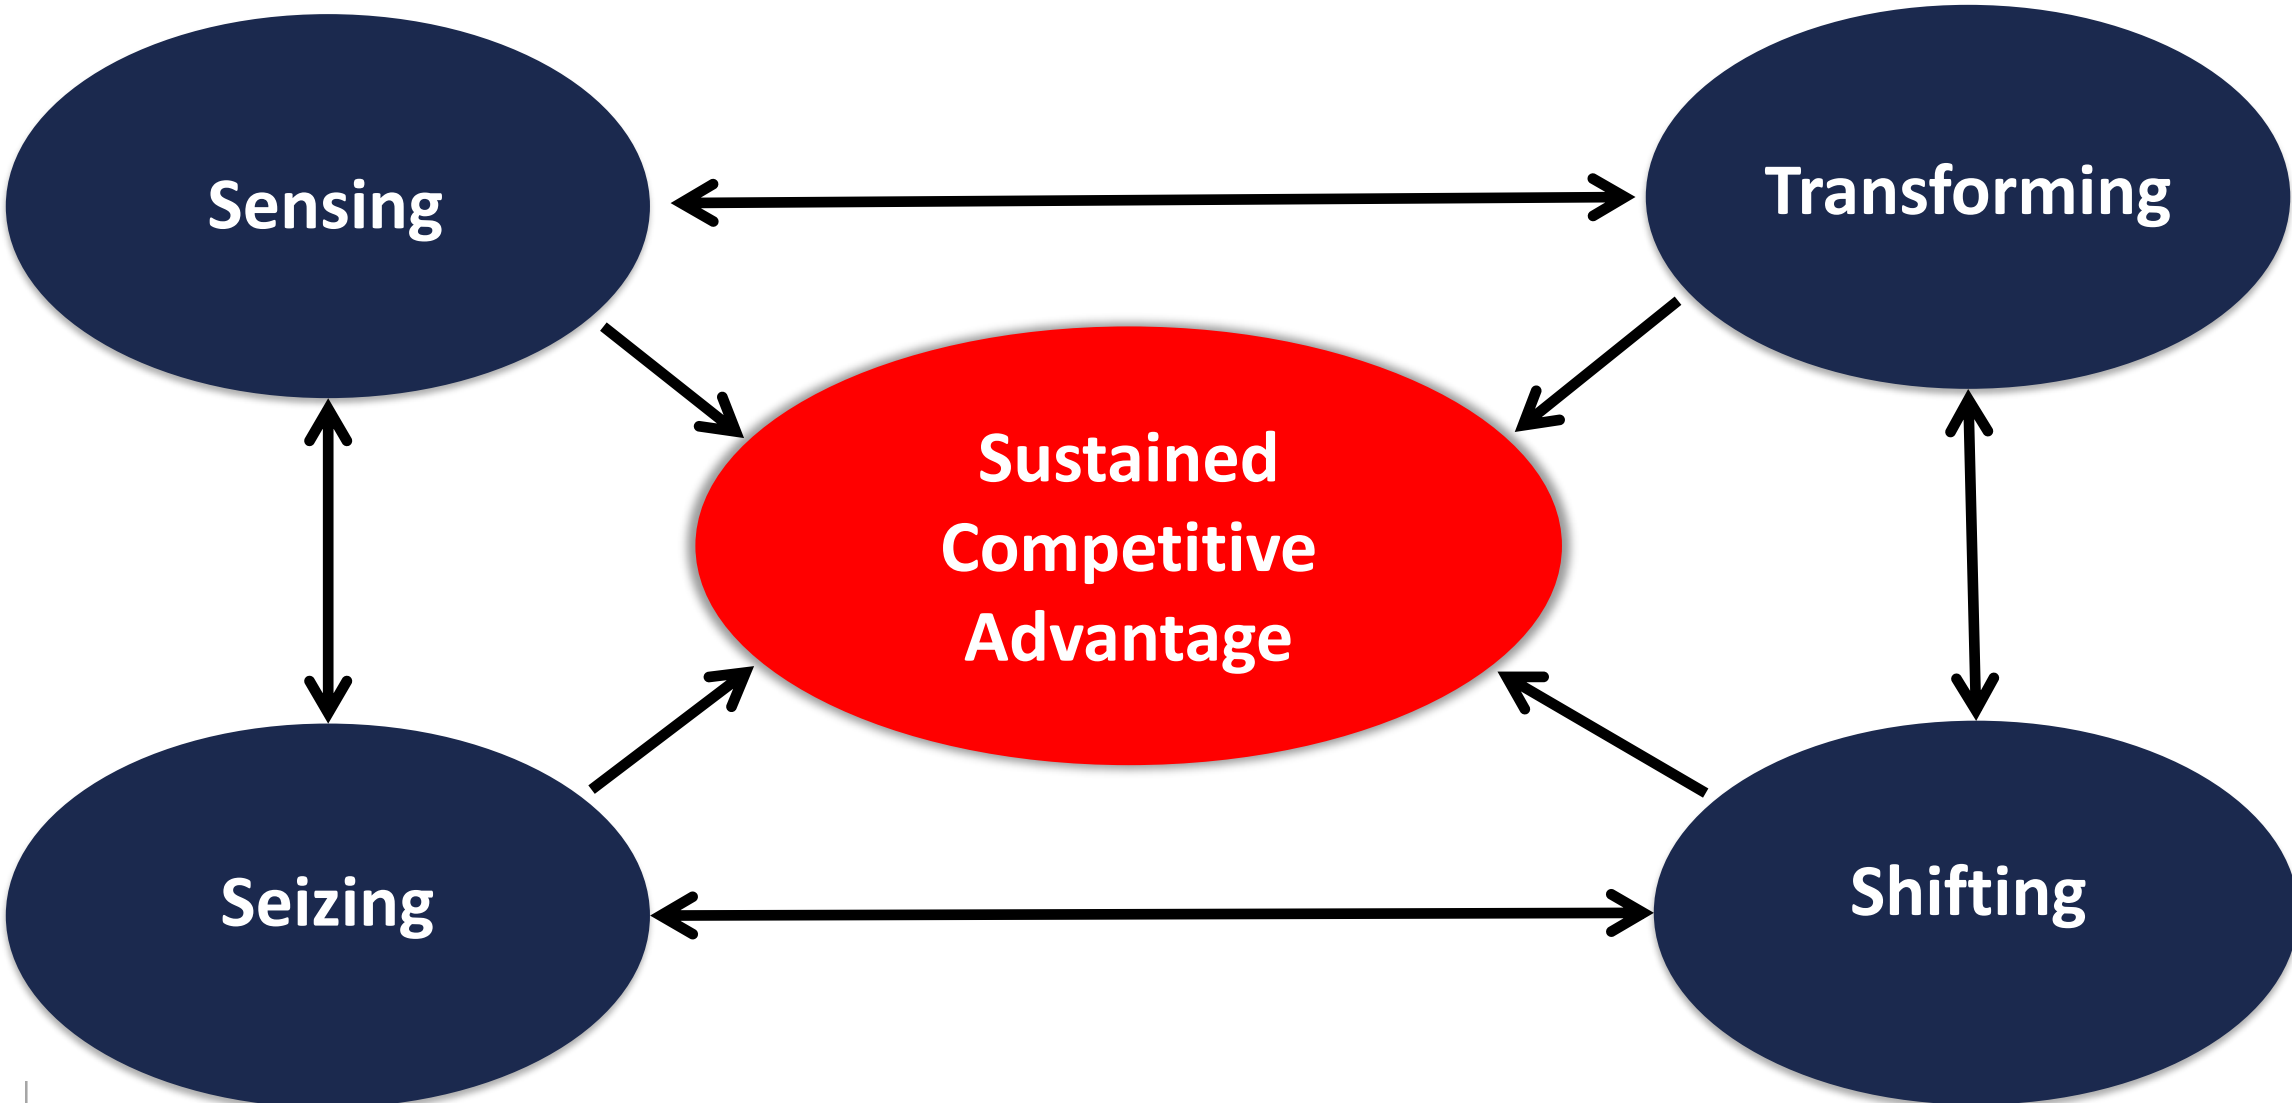 Sensing
Transforming
Sustained
Competitive
Advantage
Seizing
Shifting